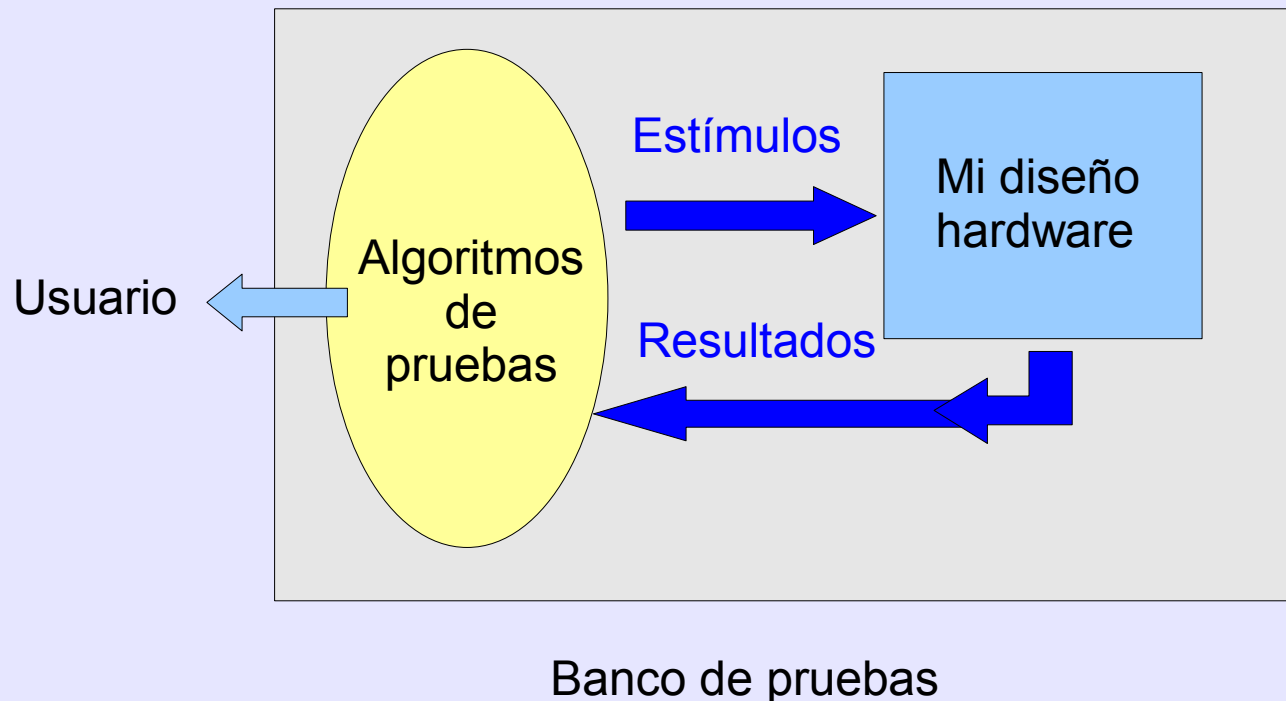 Usuario
Algoritmos
de
pruebas
Estímulos
Resultados
Mi diseño
hardware
Banco de pruebas